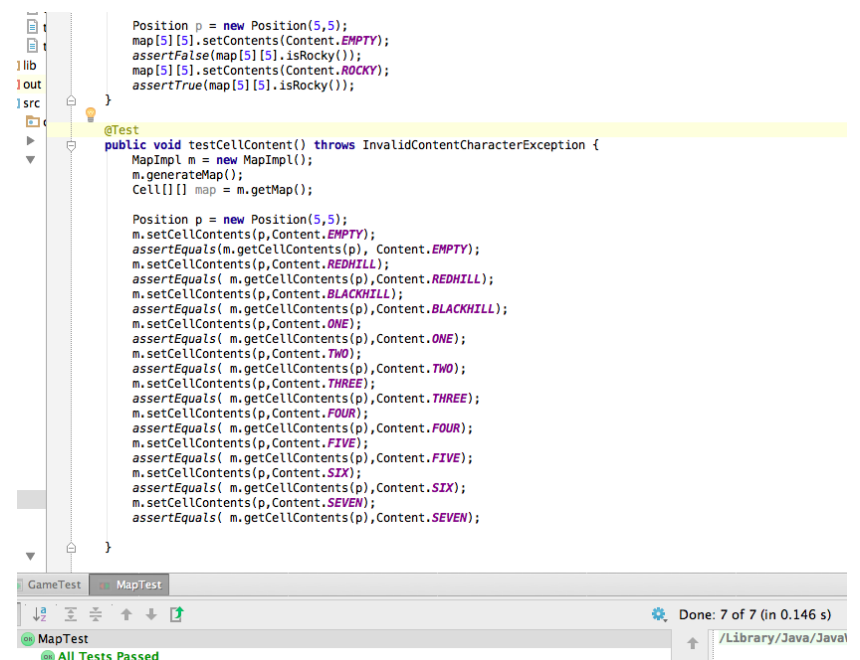 t
Position p = new Position(5,5);
map[5][5].setContents(Content.EMPTY);
t
assertFalse(map[5][5].isRocky());
lib
map[5][5].setContents(Content.ROCKY);
out
assertTrue(map[5][5].isRocky());
src
}
@Test
public void testCellContent() throws InvalidContentCharacterException {
MapImpl m = new MapImpl();
m.generateMap();
Cell[][] map = m.getMap();
Position p = new Position(5,5);
m.setCellContents(p,Content.EMPTY);
assertEquals(m.getCellContents(p), Content.EMPTY);
m.setCellContents(p,Content.REDHILL);
assertEquals( m.getCellContents(p),Content.REDHILL);
m.setCellContents(p,Content.BLACKHILL);
assertEquals( m.getCellContents(p),Content.BLACKHILL);
m.setCellContents(p,Content.ONE);
assertEquals( m.getCellContents(p),Content.ONE);
m.setCellContents(p,Content.TWO);
assertEquals( m.getCellContents(p),Content.TWO);
m.setCellContents(p,Content.THREE);
assertEquals( m.getCellContents(p),Content.THREE);
m.setCellContents(p,Content.FOUR);
assertEquals( m.getCellContents(p),Content.FOUR);
m.setCellContents(p,Content.FIVE);
assertEquals( m.getCellContents(p),Content.FIVE);
m.setCellContents(p,Content.SIX);
assertEquals( m.getCellContents(p),Content.SIX);
m.setCellContents(p,Content.SEVEN);
assertEquals( m.getCellContents(p),Content.SEVEN);
}
GameTest MapTest
Done: 7 of 7 (in 0.146 s)
OK MapTest
/Library/Java/Java
OK All Tests Passed